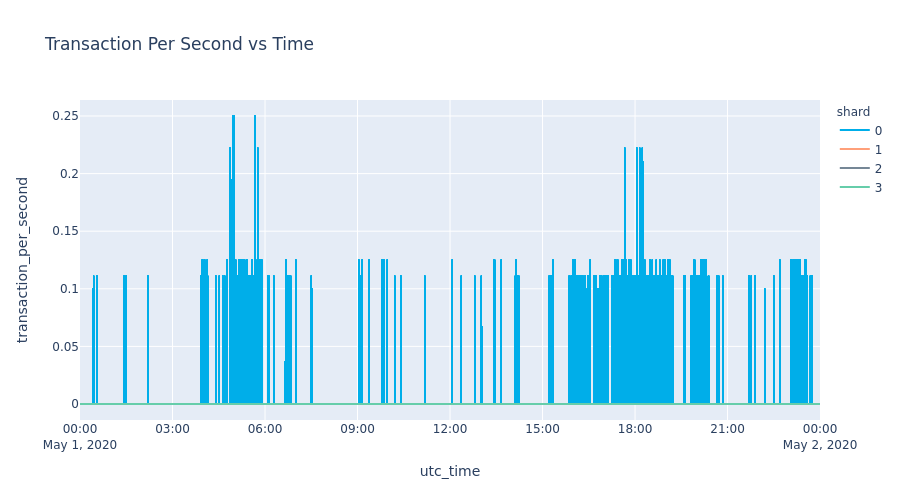 Transaction Per Second vs Time
shard
0
1
2
3
transaction_per_second
0.25
0.2
0.15
0.1
0.05
0
00:00 03:00 06:00 09:00 12:00 15:00 18:00 21:00 00:00
May 1, 2020 May 2, 2020
utc_time